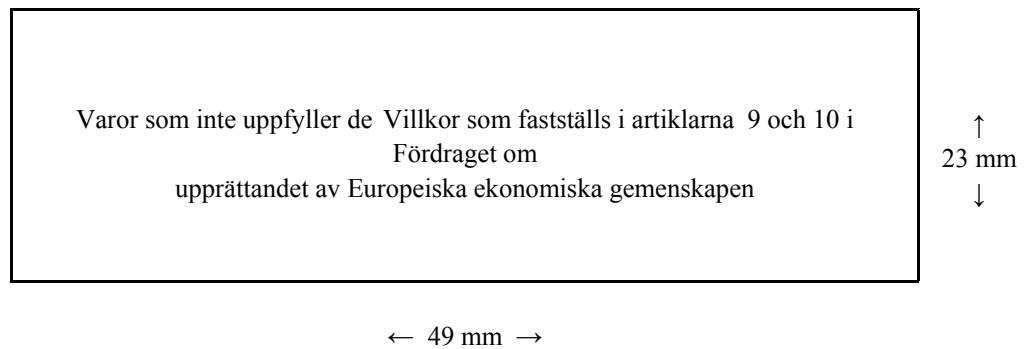 Varor som inte uppfyller de Villkor som fastställs i artiklarna 9 och 10 i
Fördraget om
upprättandet av Europeiska ekonomiska gemenskapen
↑
23 mm
↓
← 49 mm →